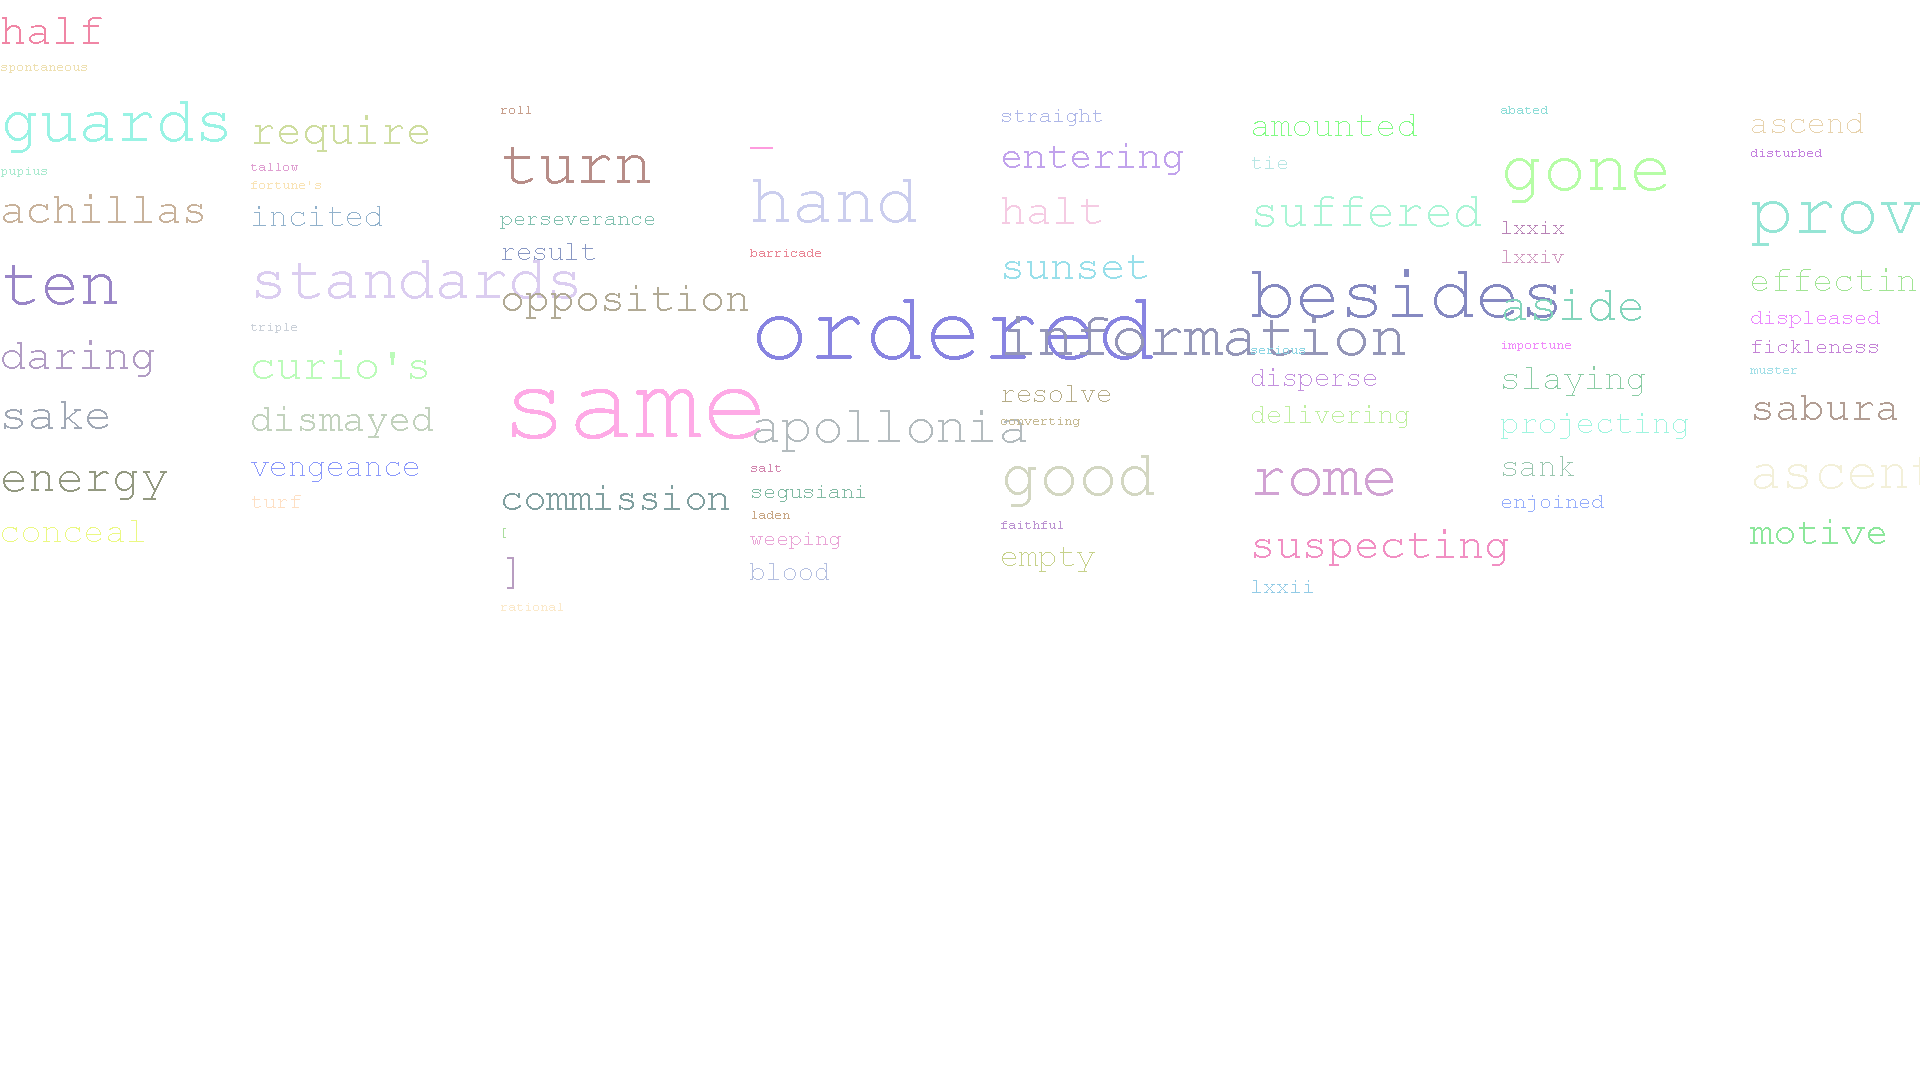 half
spontaneous
guards
pupius
achillas
ten
daring
sake
energy
conceal
require
tallow
fortune's
incited
standards
triple
curio's
dismayed
vengeance
turf
roll
turn
perseverance
result
opposition
same
commission
[
]
rational
_
hand
barricade
ordered
apollonia
salt
segusiani
laden
weeping
blood
straight
entering
halt
sunset
information
resolve
converting
good
faithful
empty
amounted
tie
suffered
besides
serious
disperse
delivering
rome
suspecting
lxxii
abated
gone
lxxix
lxxiv
aside
importune
slaying
projecting
sank
enjoined
ascend
disturbed
prov
effectin
displeased
fickleness
muster
sabura
ascent
motive